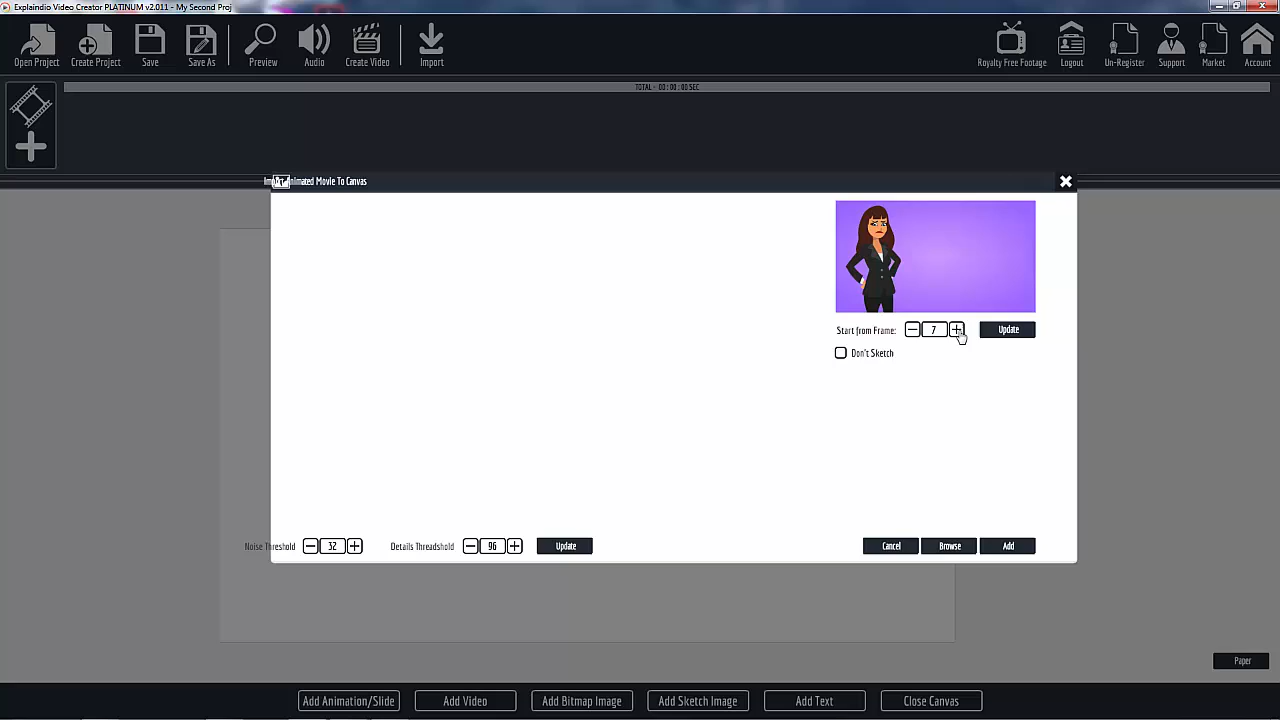 Explaindio Video Creator PLATINUM v2.011 - My Second Proj
Open Project
Create Project
Save
Save As
Preview
Audio
Create Video
Import
Royalty Free Footage
Logout
Un-Register
Support
Market
Account
TOTAL - 00 : 00 : 00 SEC
Animated Movie To Canvas
Start from Frame: 7 Update
Don't Sketch
Noise Threshold 32 Details Threadshold 96 Update
Cancel Browse Add
Paper
Add Animation/Slide
Add Video
Add Bitmap Image
Add Sketch Image
Add Text
Close Canvas